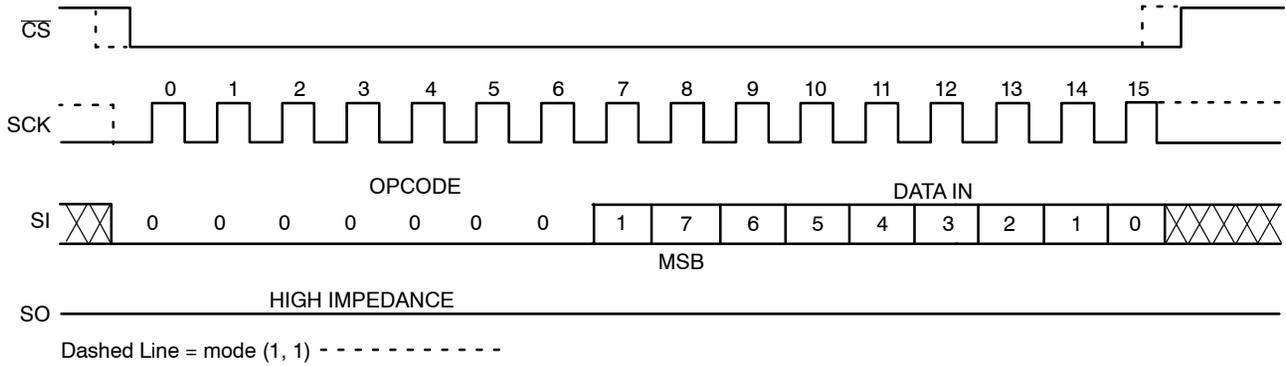 CS
0 1 2 3 4 5 6 7 8 9 10 11 12 13 14 15
SCK
OPCODE DATA IN
SI 0 0 0 0 0 0 0 1 7 6 5 4 3 2 1 0
MSB
HIGH IMPEDANCE
SO
Dashed Line = mode (1, 1)